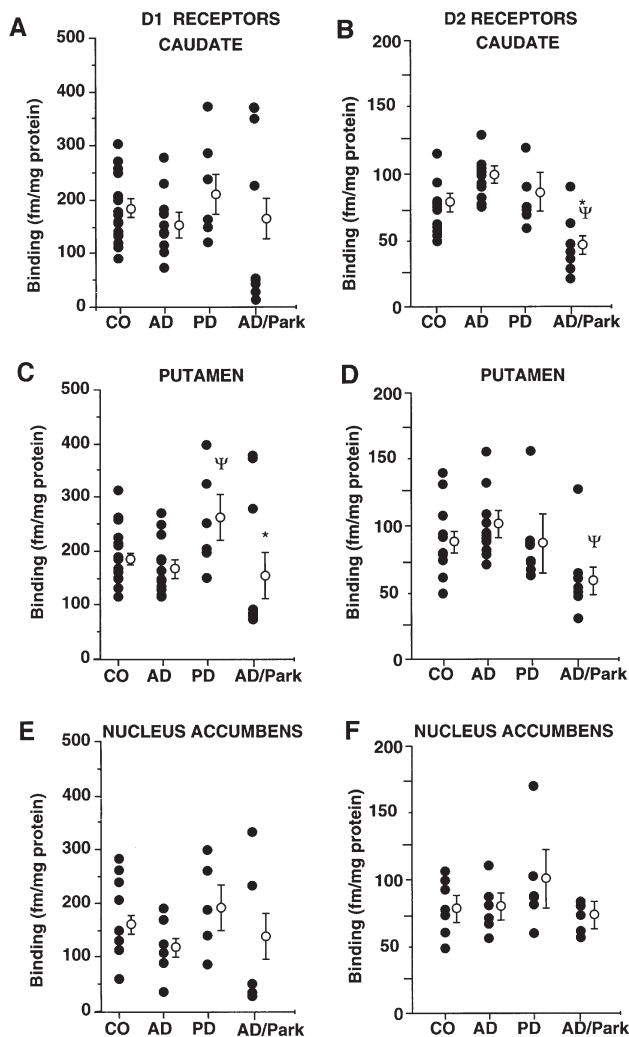 A
D1 RECEPTORS
CAUDATE
500
400
300
200
100
0
Binding (fm/mg protein)
CO AD PD AD/Park
B
D2 RECEPTORS
CAUDATE
200
150
100
50
0
Binding (fm/mg protein)
*
Ψ
CO AD PD AD/Park
C
PUTAMEN
500
400
300
200
100
0
Binding (fm/mg protein)
Ψ
*
CO AD PD AD/Park
D
PUTAMEN
200
150
100
50
0
Binding (fm/mg protein)
Ψ
CO AD PD AD/Park
E
NUCLEUS ACCUMBENS
500
400
300
200
100
0
Binding (fm/mg protein)
CO AD PD AD/Park
F
NUCLEUS ACCUMBENS
200
150
100
50
0
Binding (fm/mg protein)
CO AD PD AD/Park